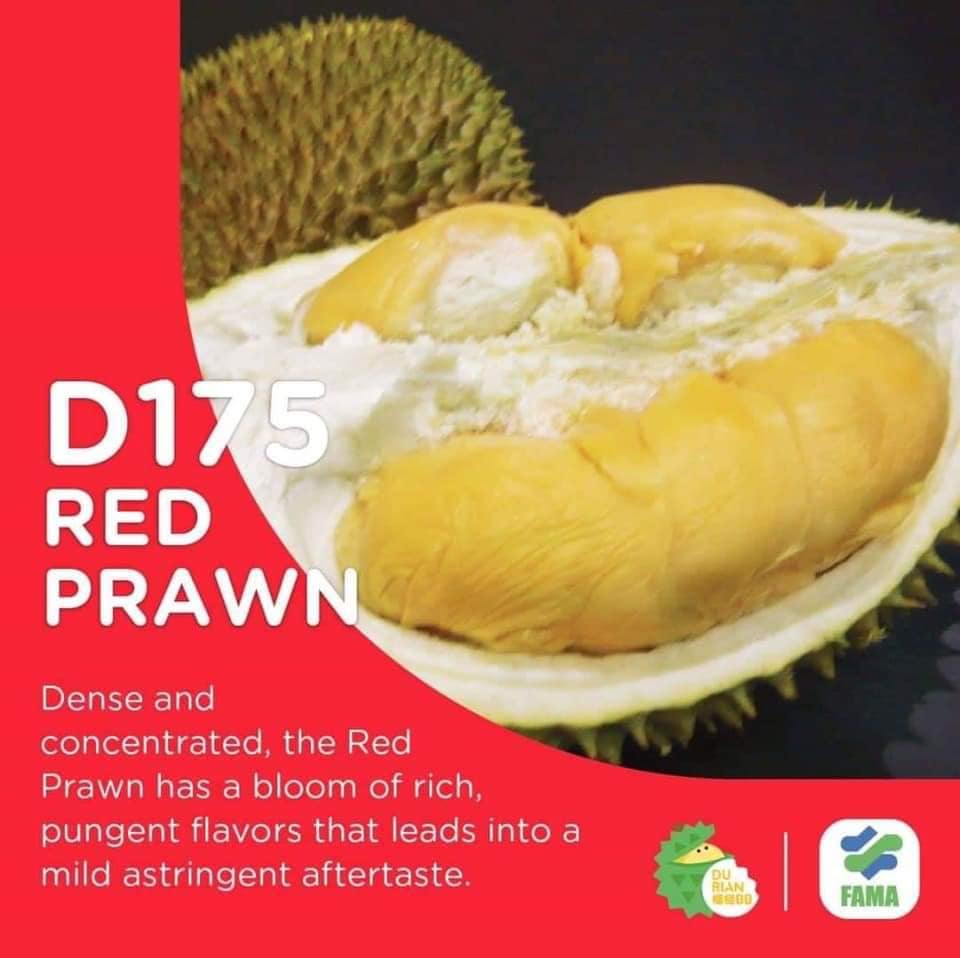 D175
RED
PRAWN
Dense and
concentrated, the Red
Prawn has a bloom of rich,
pungent flavors that leads into a
mild astringent aftertaste.
DU
RIAN
FAMA